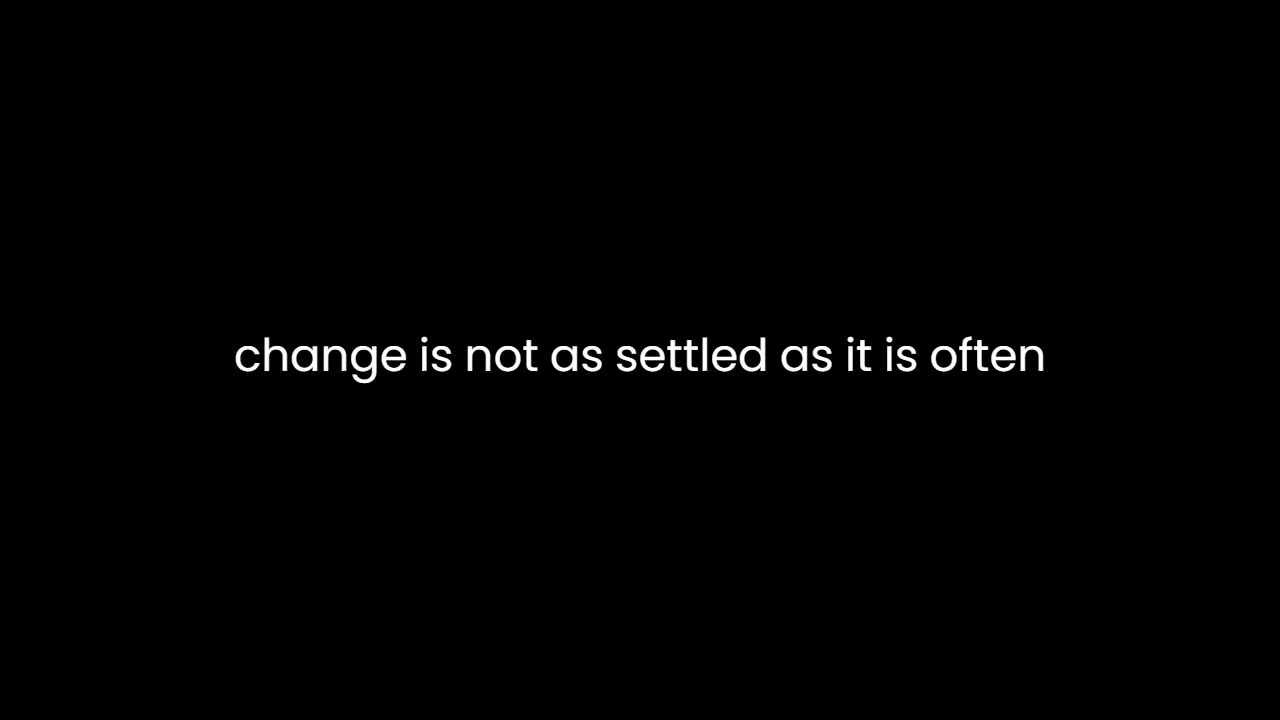 change is not as settled as it is often